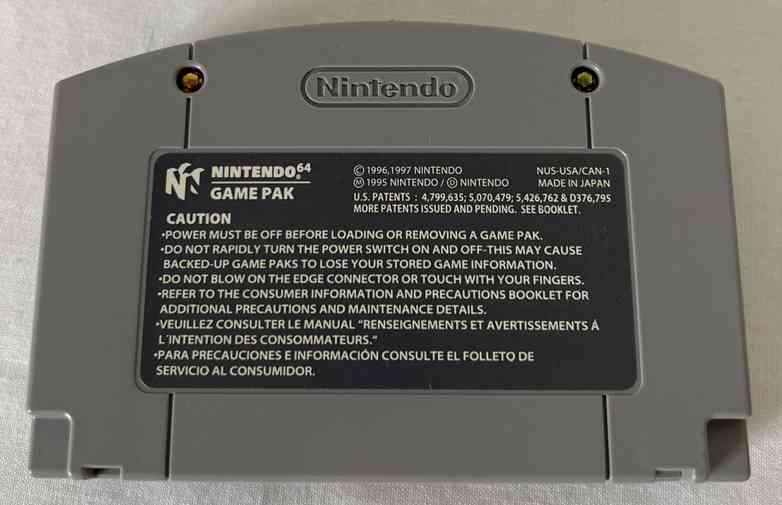 Nintendo
NINTENDO64
GAME PAK
©1996,1997 NINTENDO
Ⓜ 1995 NINTENDO / Ⓓ NINTENDO
NUS-USA/CAN-1
MADE IN JAPAN
U.S. PATENTS : 4,799,635; 5,070,479; 5,426,762 & D376,795
MORE PATENTS ISSUED AND PENDING. SEE BOOKLET.
CAUTION
•POWER MUST BE OFF BEFORE LOADING OR REMOVING A GAME PAK.
•DO NOT RAPIDLY TURN THE POWER SWITCH ON AND OFF-THIS MAY CAUSE
BACKED-UP GAME PAKS TO LOSE YOUR STORED GAME INFORMATION.
•DO NOT BLOW ON THE EDGE CONNECTOR OR TOUCH WITH YOUR FINGERS.
•REFER TO THE CONSUMER INFORMATION AND PRECAUTIONS BOOKLET FOR
ADDITIONAL PRECAUTIONS AND MAINTENANCE DETAILS.
•VEUILLEZ CONSULTER LE MANUAL "RENSEIGNEMENTS ET AVERTISSEMENTS Á
L'INTENTION DES CONSOMMATEURS."
•PARA PRECAUCIONES E INFORMACIÓN CONSULTE EL FOLLETO DE
SERVICIO AL CONSUMIDOR.